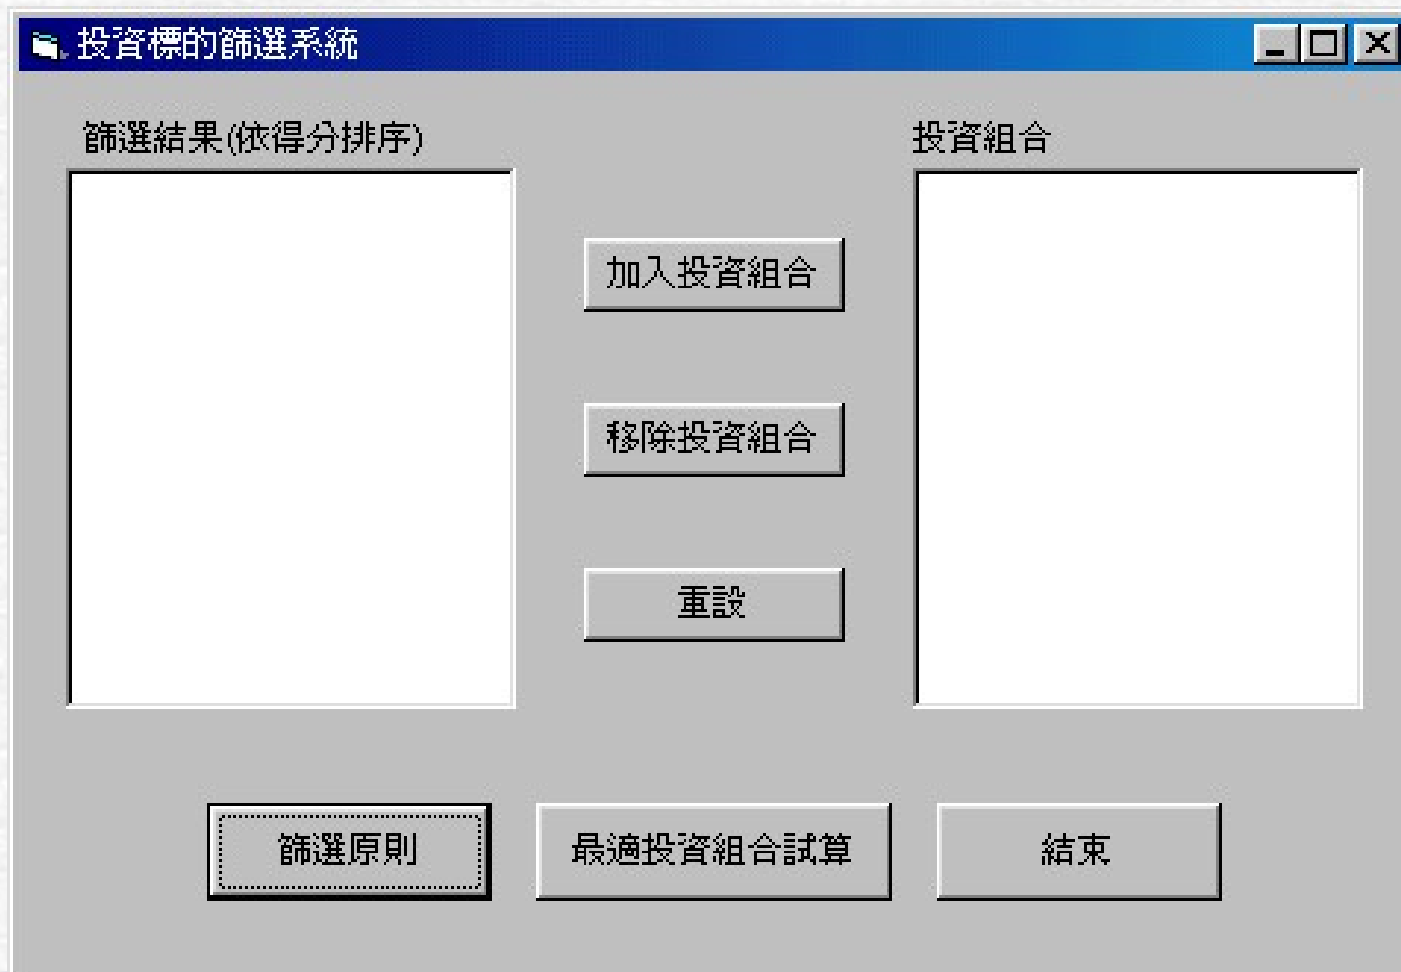 投資標的篩選系統
篩選結果(依得分排序)
投資組合
加入投資組合
移除投資組合
重設
篩選原則
最適投資組合試算
結束